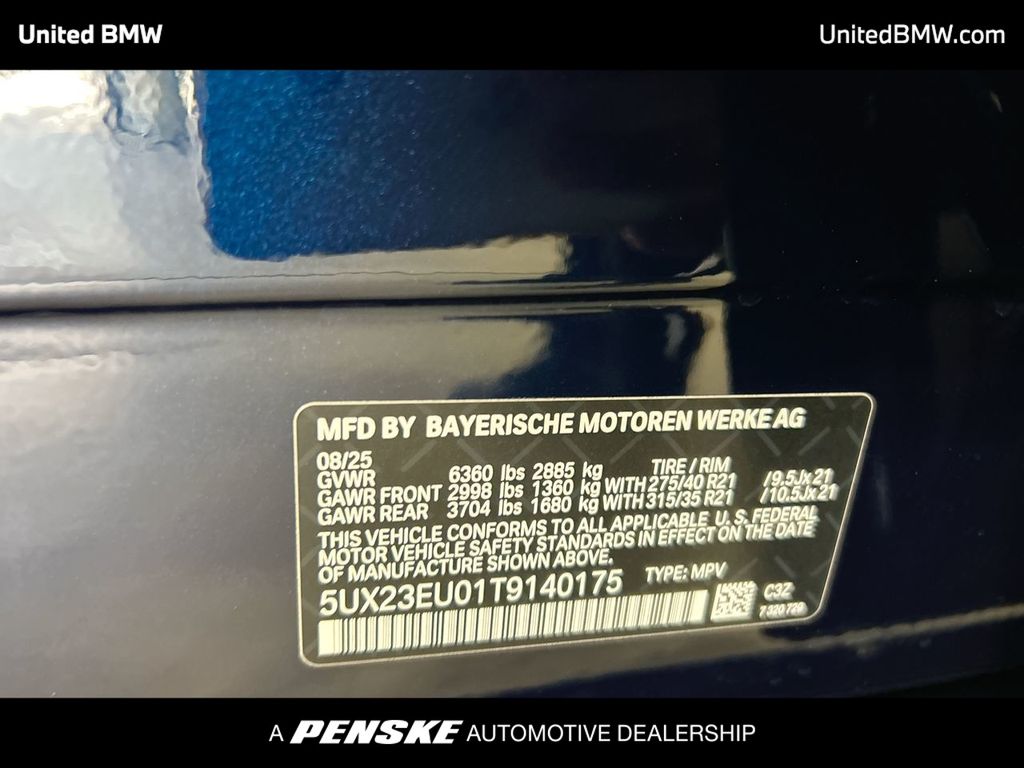 United BMW
UnitedBMW.com
MFD BY BAYERISCHE MOTOREN WERKE AG
08/25 TIRE / RIM
GVWR 6360 lbs 2885 kg
GAWR FRONT 2998 lbs 1360 kg WITH 275/40 R21 /9.5Jx21
GAWR REAR 3704 lbs 1680 kg WITH 315/35 R21 /10.5Jx21
THIS VEHICLE CONFORMS TO ALL APPLICABLE U.S. FEDERAL
MOTOR VEHICLE SAFETY STANDARDS IN EFFECT ON THE DATE
OF MANUFACTURE SHOWN ABOVE.
5UX23EU01T9140175 TYPE: MPV
C3Z
7 320 728
A PENSKE AUTOMOTIVE DEALERSHIP